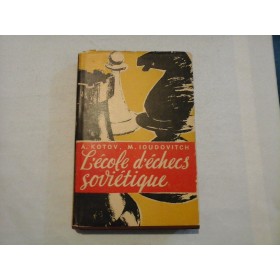 A. KOTOV, M. IOUDOVITCH
L'école d'échecs
soviétique